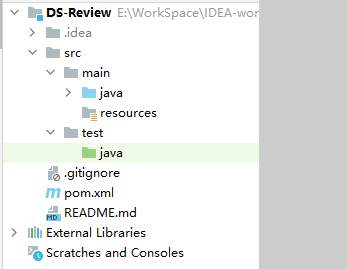 DS-Review E:\WorkSpace\IDEA-wor
.idea
src
main
java
resources
test
java
.gitignore
pom.xml
README.md
External Libraries
Scratches and Consoles